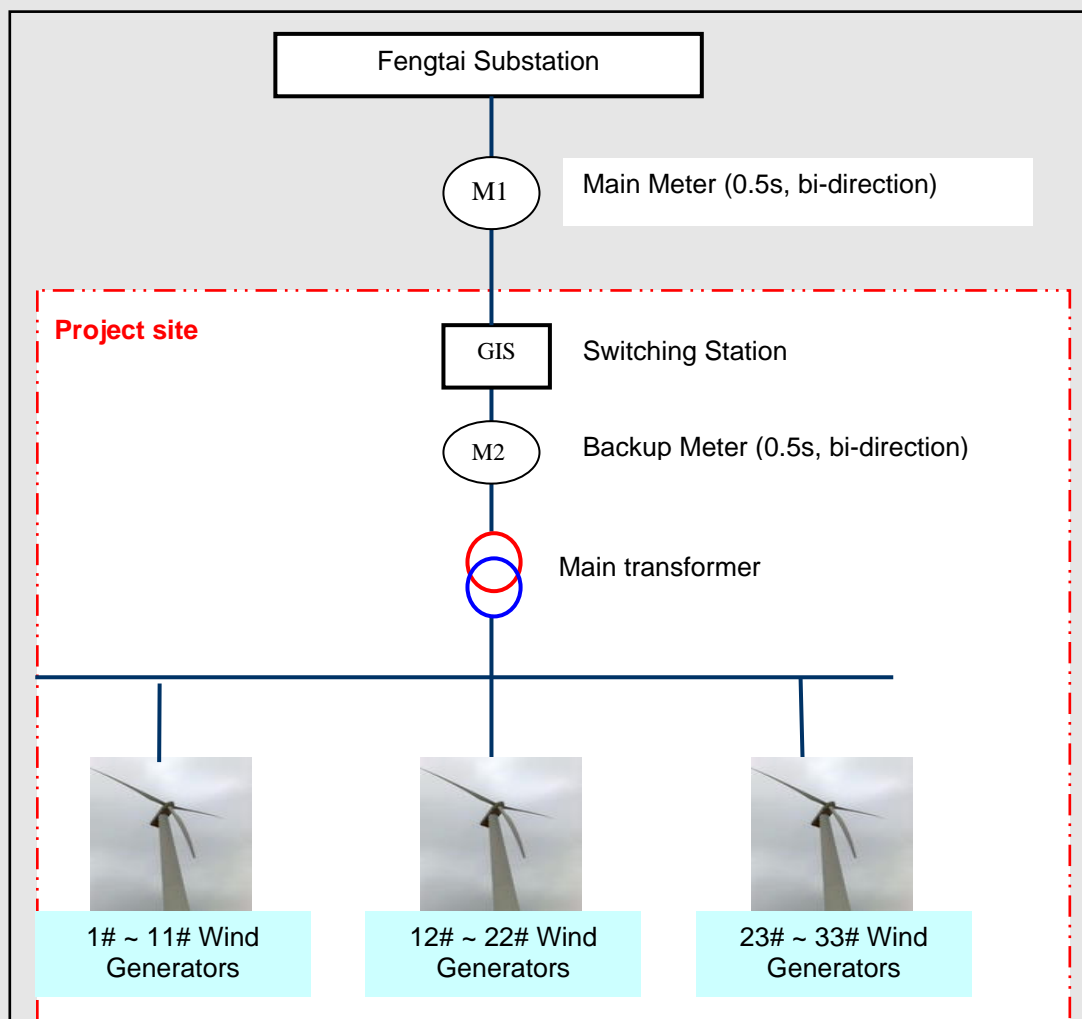 Fengtai Substation
M1
Main Meter (0.5s, bi-direction)
Project site
GIS
Switching Station
M2
Backup Meter (0.5s, bi-direction)
Main transformer
1# ~ 11# Wind
Generators
12# ~ 22# Wind
Generators
23# ~ 33# Wind
Generators